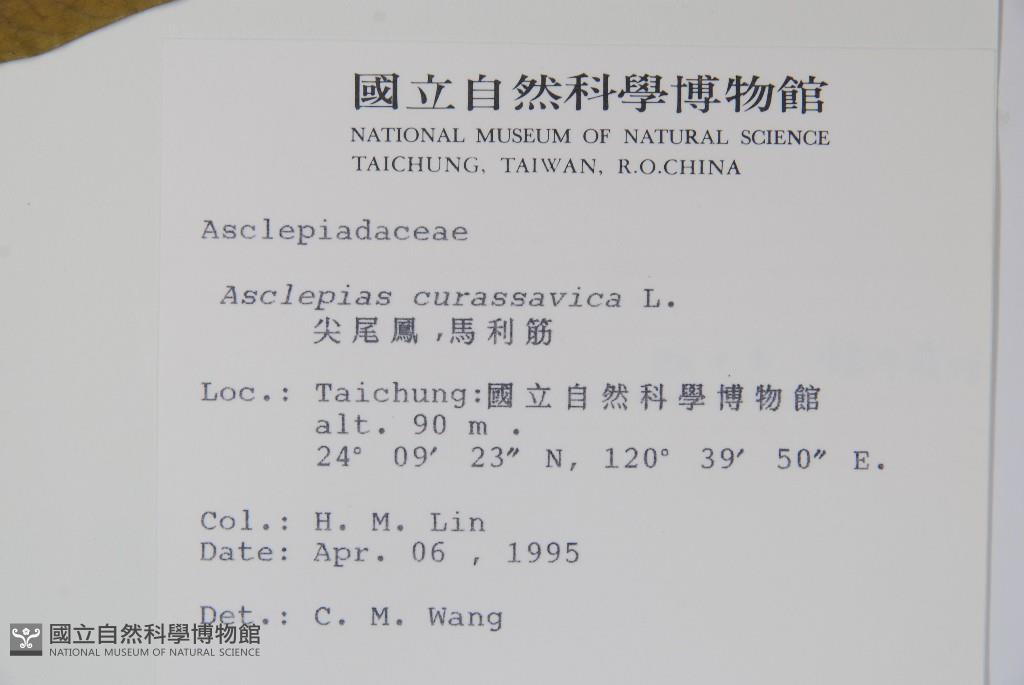 國立自然科學博物館
NATIONAL MUSEUM OF NATURAL SCIENCE
TAICHUNG, TAIWAN, R.O.CHINA
Asclepiadaceae
Asclepias curassavica L.
尖尾鳳,馬利筋
Loc.: Taichung:國立自然科學博物館
alt. 90 m .
24° 09′ 23″ N, 120° 39′ 50″ E.
Col.: H. M. Lin
Date: Apr. 06 , 1995
Det.: C. M. Wang
國立自然科學博物館
NATIONAL MUSEUM OF NATURAL SCIENCE